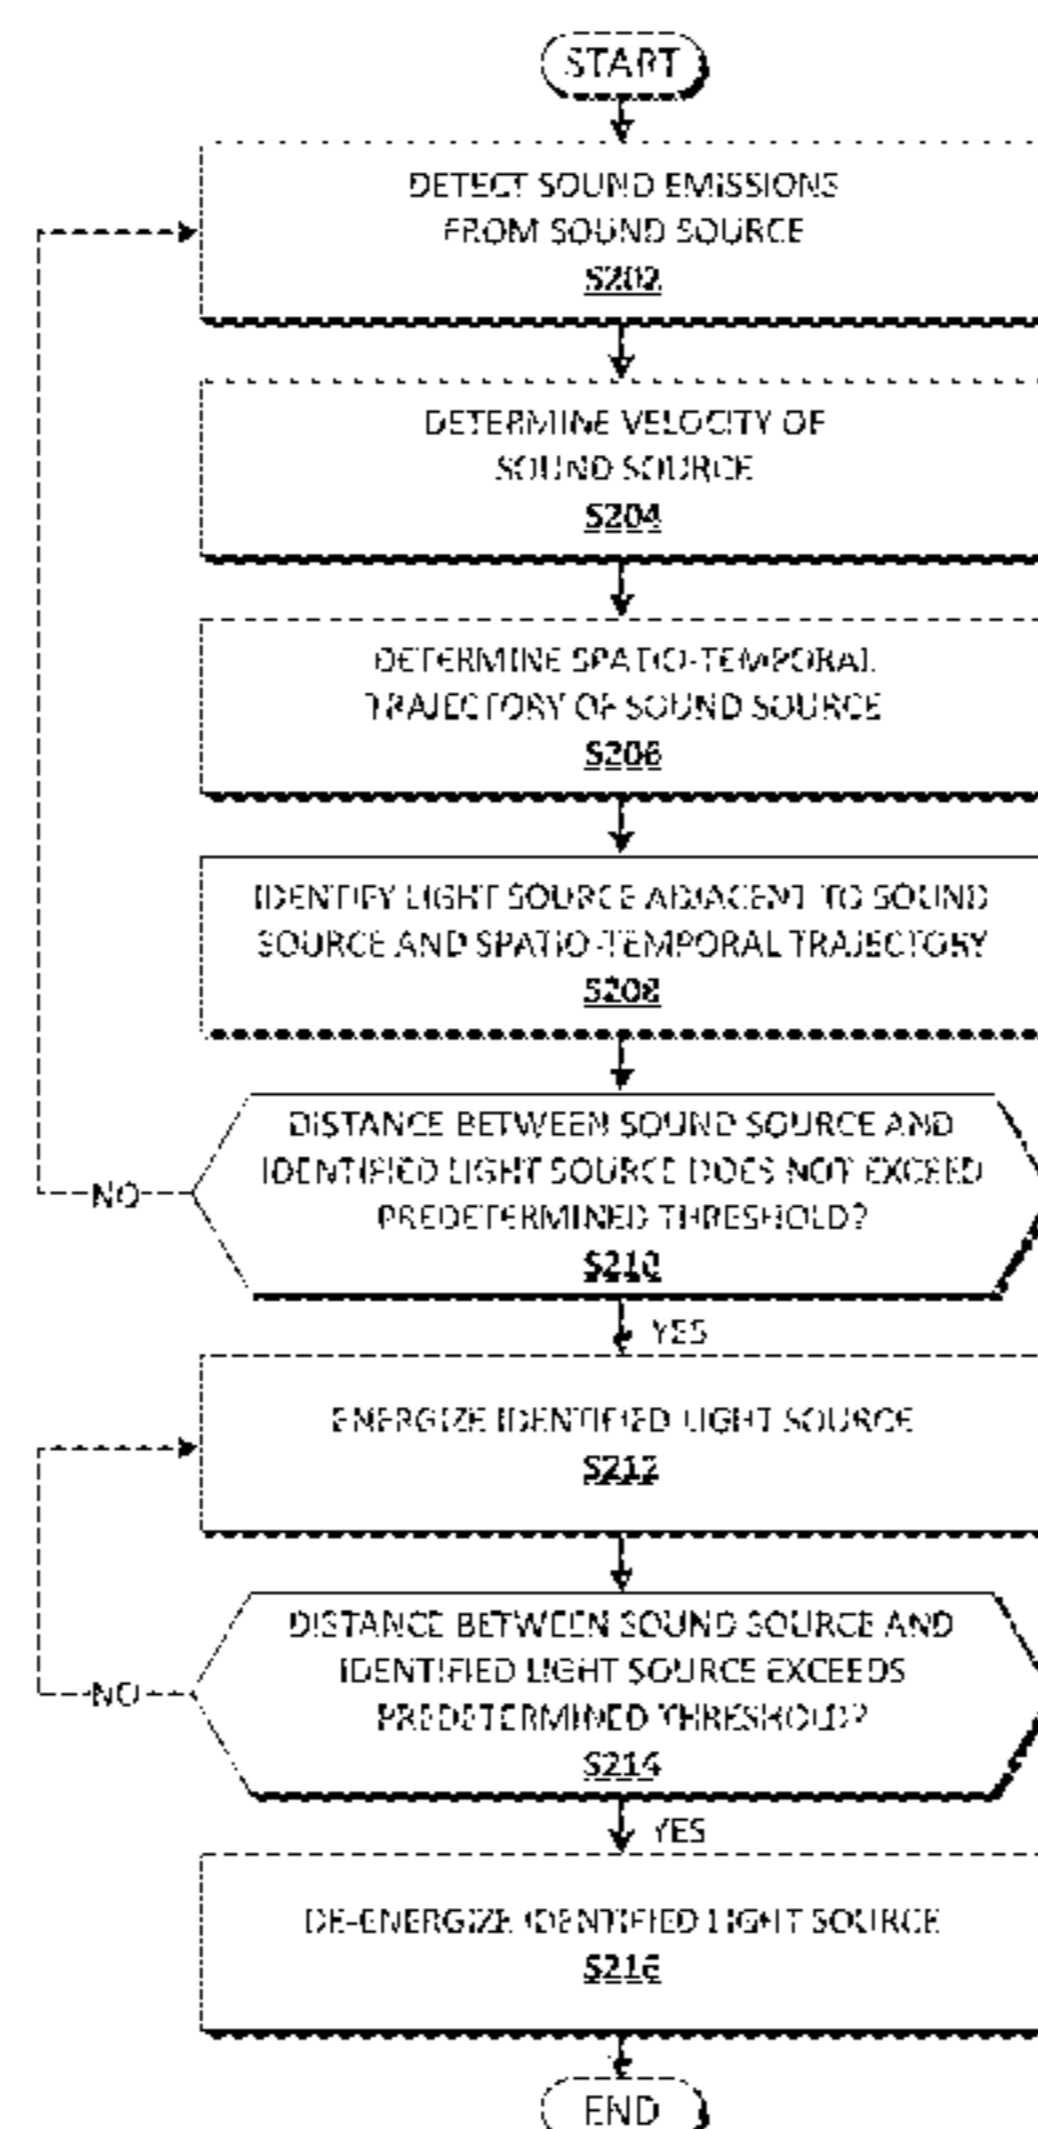 START
DETECT SOUND EMISSIONS
FROM SOUND SOURCE
S202
DETERMINE VELOCITY OF
SOUND SOURCE
S204
DETERMINE SPATIO-TEMPORAL
TRAJECTORY OF SOUND SOURCE
S206
IDENTIFY LIGHT SOURCE ADJACENT TO SOUND
SOURCE AND SPATIO-TEMPORAL TRAJECTORY
S208
DISTANCE BETWEEN SOUND SOURCE AND
IDENTIFIED LIGHT SOURCE DOES NOT EXCEED
PREDETERMINED THRESHOLD?
S210
NO
YES
ENERGIZE IDENTIFIED LIGHT SOURCE
S212
DISTANCE BETWEEN SOUND SOURCE AND
IDENTIFIED LIGHT SOURCE EXCEEDS
PREDETERMINED THRESHOLD?
S214
NO
YES
DE-ENERGIZE IDENTIFIED LIGHT SOURCE
S216
END